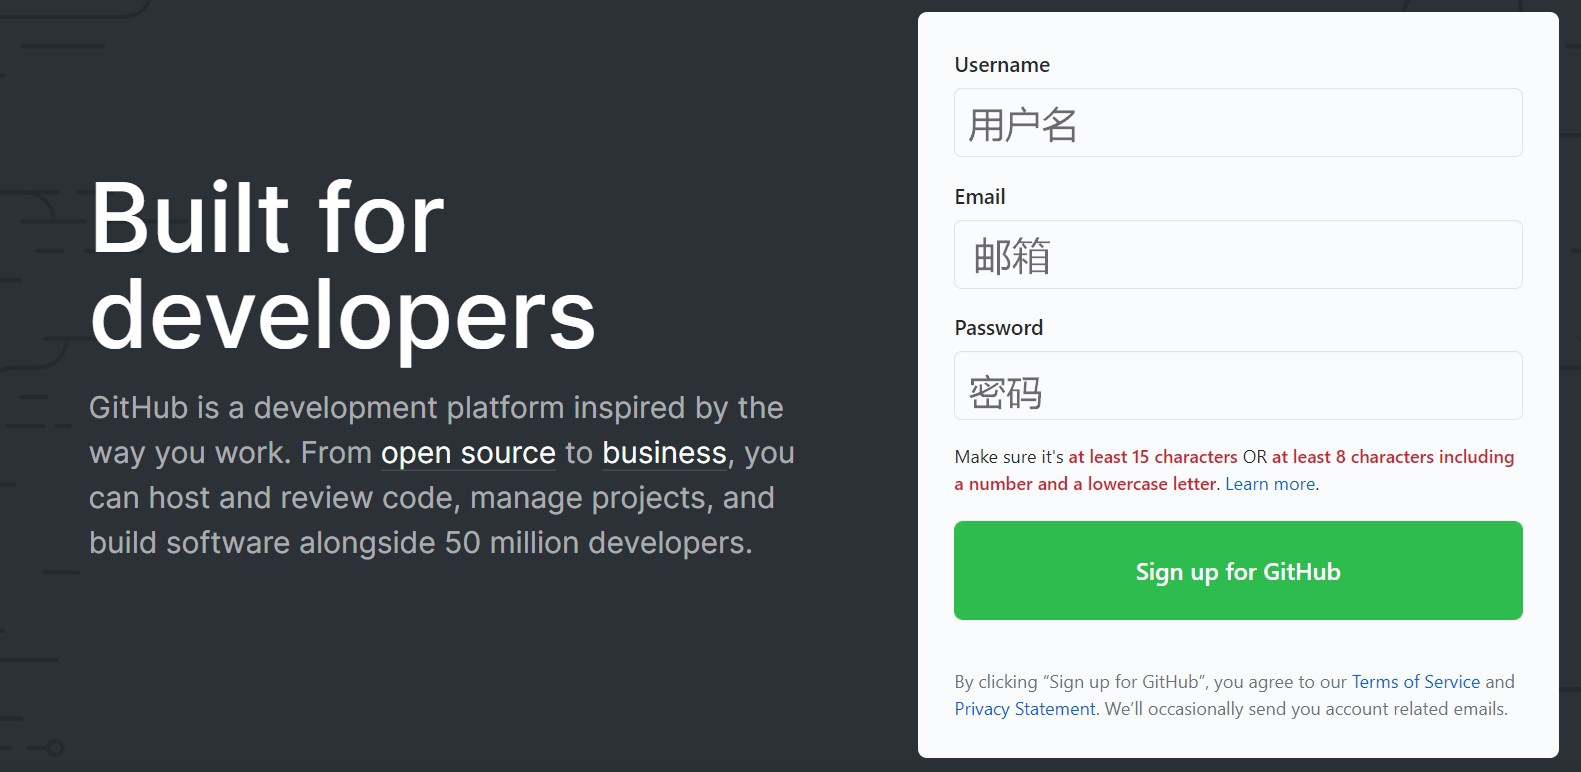 Built for
developers
GitHub is a development platform inspired by the
way you work. From open source to business, you
can host and review code, manage projects, and
build software alongside 50 million developers.
Username
用户名
Email
邮箱
Password
密码
Make sure it's at least 15 characters OR at least 8 characters including
a number and a lowercase letter. Learn more.
Sign up for GitHub
By clicking “Sign up for GitHub”, you agree to our Terms of Service and
Privacy Statement. We’ll occasionally send you account related emails.